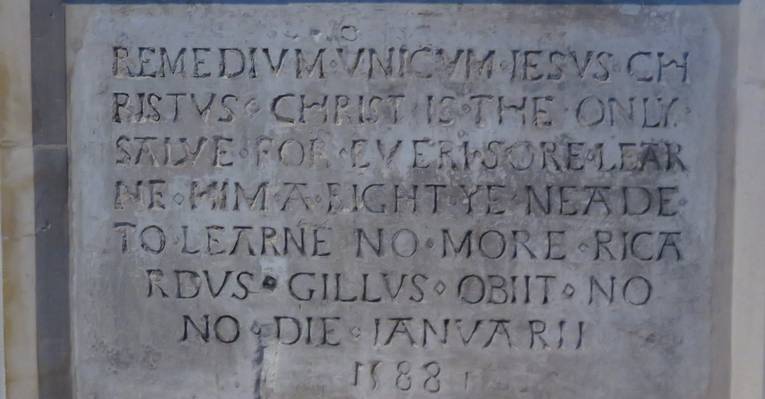 REMEDIVM·VNICVM·IESVS·CH
RISTVS·CHRIST IS·THE ONLY
SALVE·FOR·EVERI·SORE·LEAR
NE·HIM·A·RIGHT·YE·NEADE·
TO·LEARNE NO·MORE·RICA
RDVS·GILLVS·OBIIT·NO
NO·DIE·IANVARII
1588